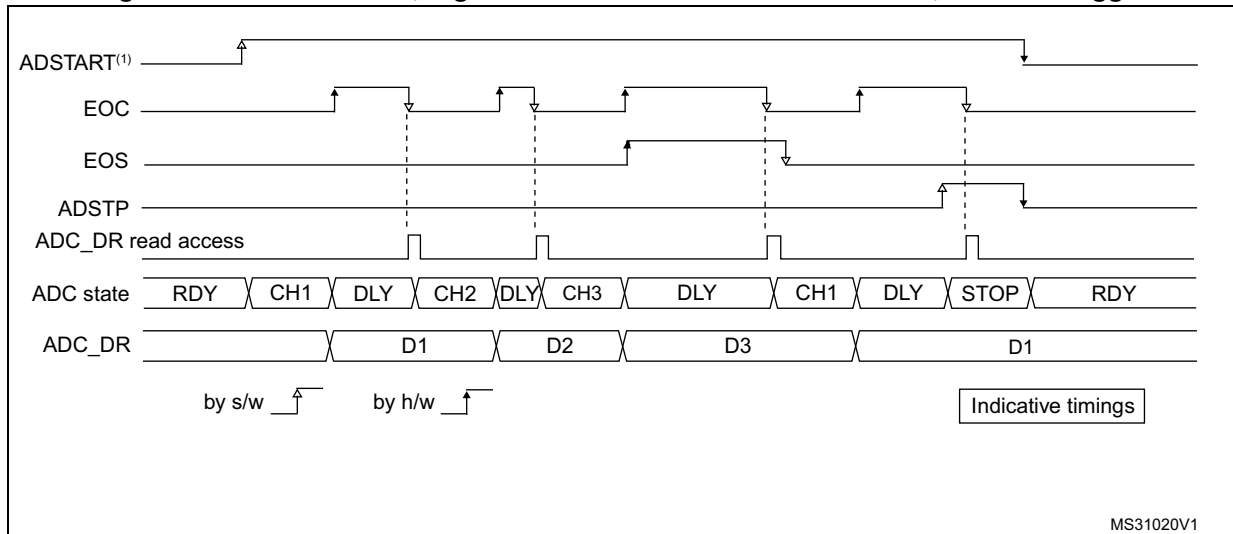 ADSTART(1)
EOC
EOS
ADSTP
ADC_DR read access
ADC state RDY CH1 DLY CH2 DLY CH3 DLY CH1 DLY STOP RDY
ADC_DR D1 D2 D3 D1
by s/w by h/w Indicative timings
MS31020V1